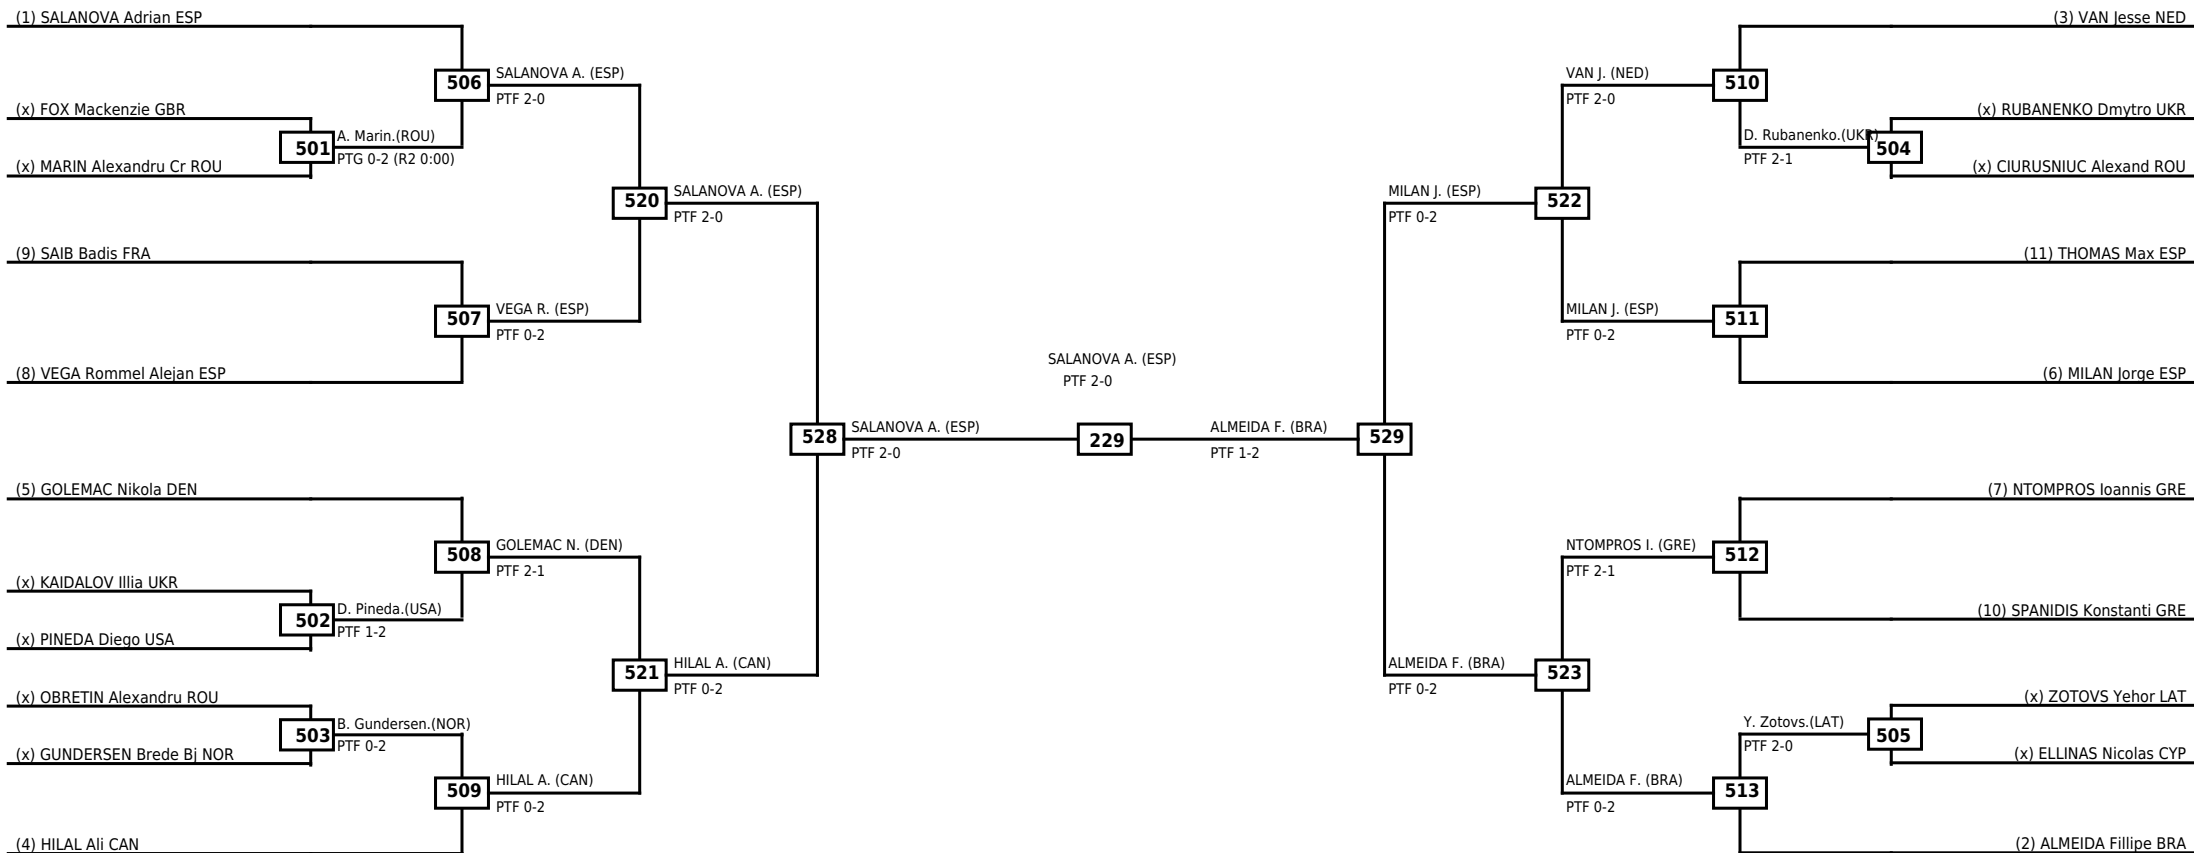 (1) SALANOVA Adrian ESP
506
SALANOVA A. (ESP)
PTF 2-0
(x) FOX Mackenzie GBR
501
A. Marin.(ROU)
PTG 0-2 (R2 0:00)
(x) MARIN Alexandru Cr ROU
520
SALANOVA A. (ESP)
PTF 2-0
(9) SAIB Badis FRA
507
VEGA R. (ESP)
PTF 0-2
(8) VEGA Rommel Alejan ESP
528
SALANOVA A. (ESP)
PTF 2-0
(5) GOLEMAC Nikola DEN
508
GOLEMAC N. (DEN)
PTF 2-1
(x) KAIDALOV Illia UKR
502
D. Pineda.(USA)
PTF 1-2
(x) PINEDA Diego USA
521
HILAL A. (CAN)
PTF 0-2
(x) OBRETIN Alexandru ROU
503
B. Gundersen.(NOR)
PTF 0-2
(x) GUNDERSEN Brede Bj NOR
509
HILAL A. (CAN)
PTF 0-2
(4) HILAL Ali CAN
SALANOVA A. (ESP)
PTF 2-0
229
(3) VAN Jesse NED
VAN J. (NED)
PTF 2-0
510
(x) RUBANENKO Dmytro UKR
D. Rubanenko.(UKR)
PTF 2-1
504
(x) CIURUSNIUC Alexand ROU
MILAN J. (ESP)
PTF 0-2
522
(11) THOMAS Max ESP
MILAN J. (ESP)
PTF 0-2
511
(6) MILAN Jorge ESP
ALMEIDA F. (BRA)
PTF 1-2
529
(7) NTOMPROS Ioannis GRE
NTOMPROS I. (GRE)
PTF 2-1
512
(10) SPANIDIS Konstanti GRE
ALMEIDA F. (BRA)
PTF 0-2
523
(x) ZOTOVS Yehor LAT
Y. Zotovs.(LAT)
PTF 2-0
505
(x) ELLINAS Nicolas CYP
ALMEIDA F. (BRA)
PTF 0-2
513
(2) ALMEIDA Fillipe BRA